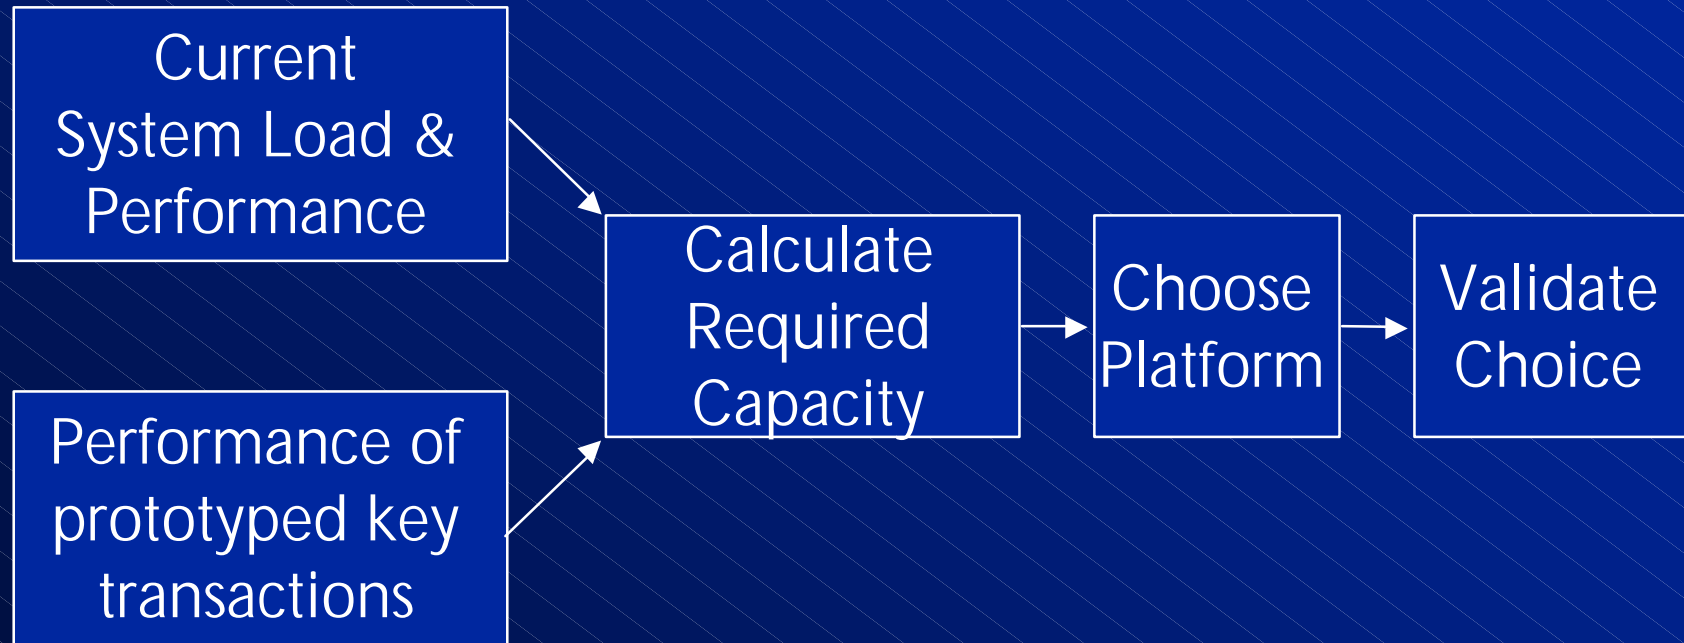 Current
System Load &
Performance
Performance of
prototyped key
transactions
Calculate
Required
Capacity
Choose
Platform
Validate
Choice